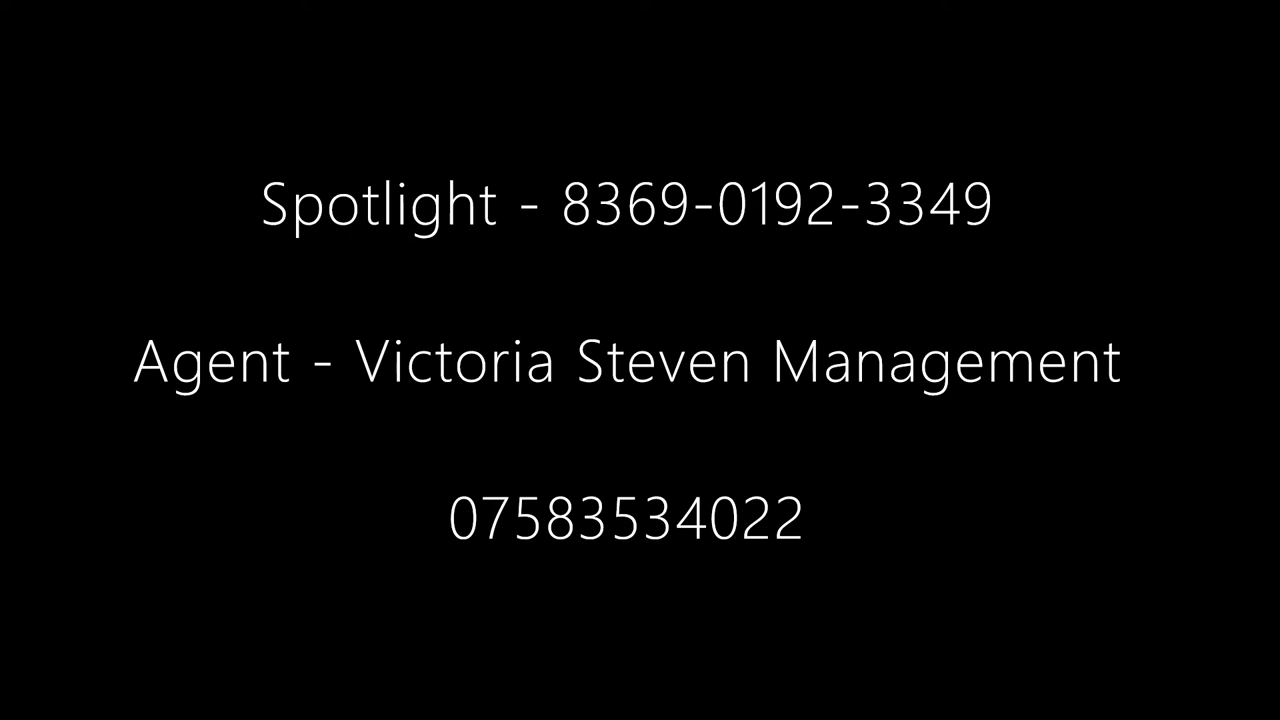 Spotlight - 8369-0192-3349
Agent - Victoria Steven Management
07583534022